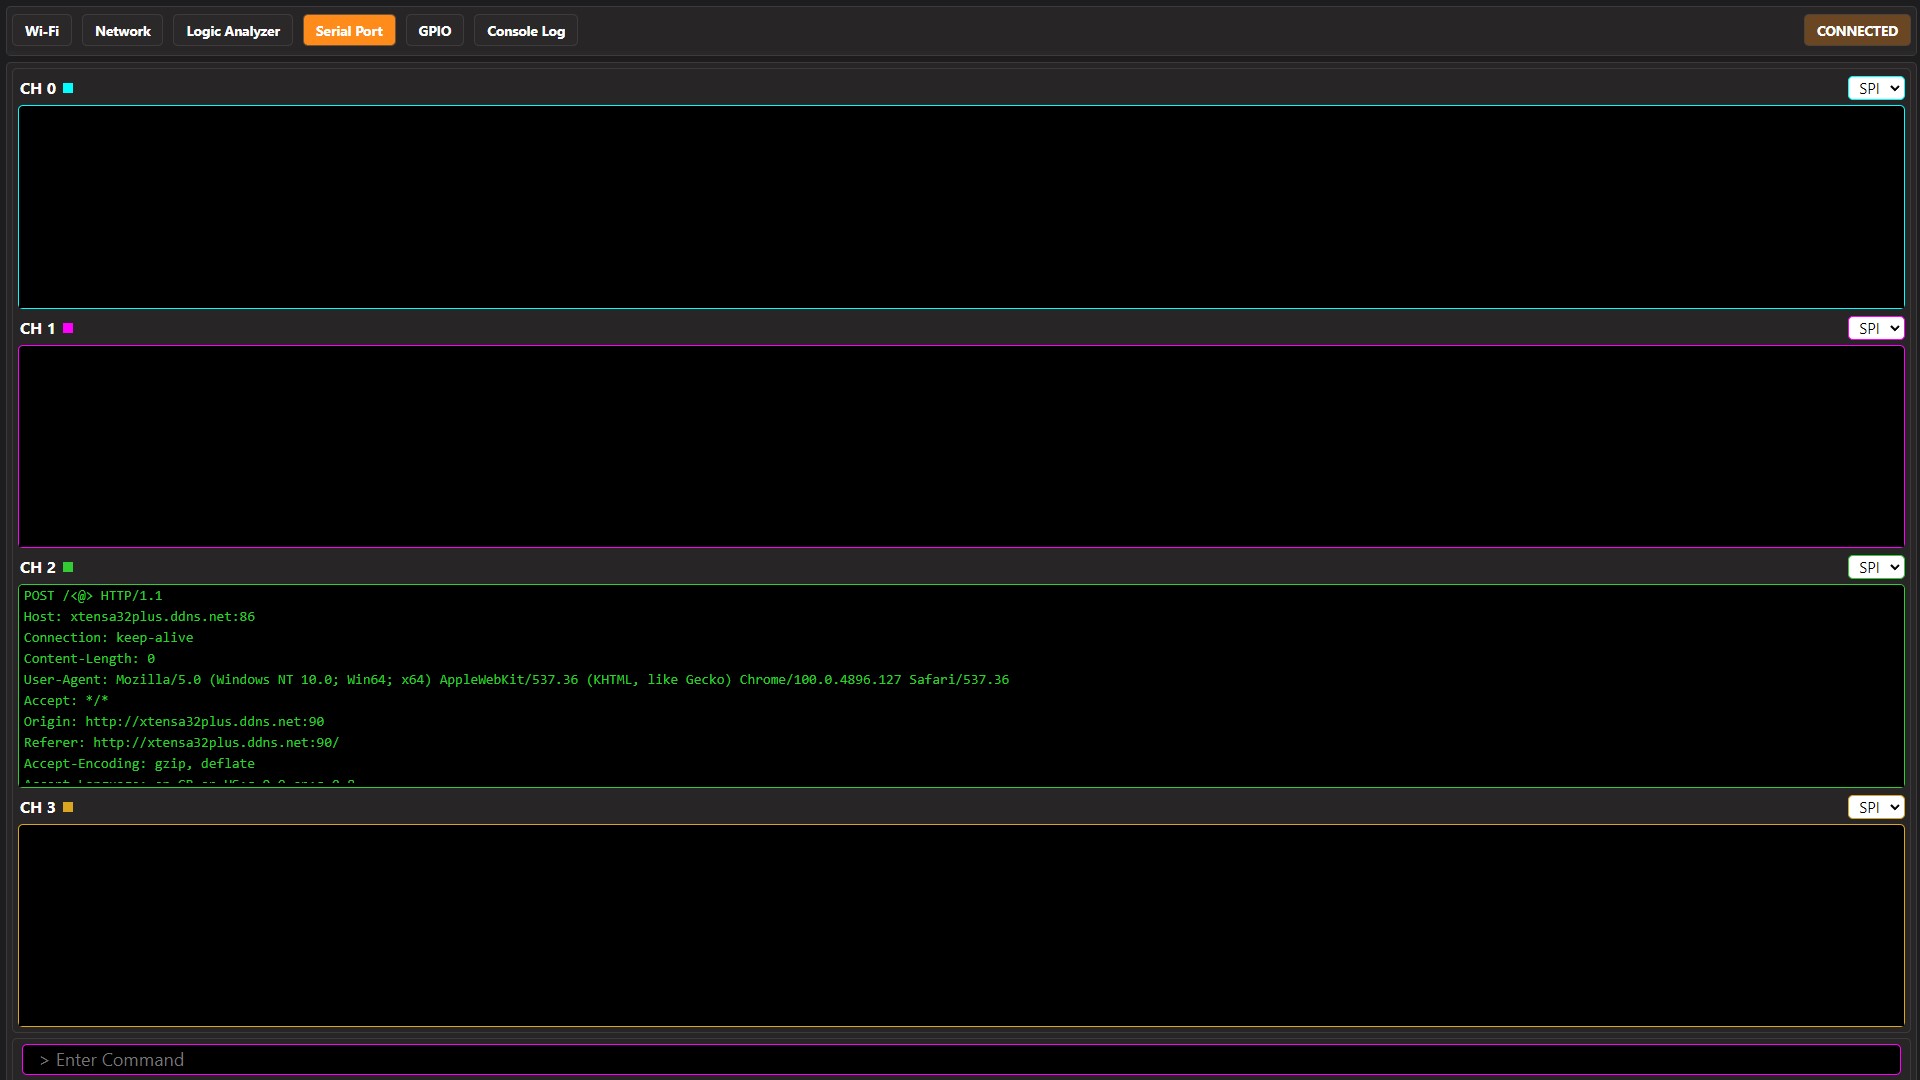 Wi-Fi Network Logic Analyzer Serial Port GPIO Console Log CONNECTED
CH 0 SPI
CH 1 SPI
CH 2 SPI
POST /<@> HTTP/1.1
Host: xtensa32plus.ddns.net:86
Connection: keep-alive
Content-Length: 0
User-Agent: Mozilla/5.0 (Windows NT 10.0; Win64; x64) AppleWebKit/537.36 (KHTML, like Gecko) Chrome/100.0.4896.127 Safari/537.36
Accept: */*
Origin: http://xtensa32plus.ddns.net:90
Referer: http://xtensa32plus.ddns.net:90/
Accept-Encoding: gzip, deflate
CH 3 SPI
> Enter Command